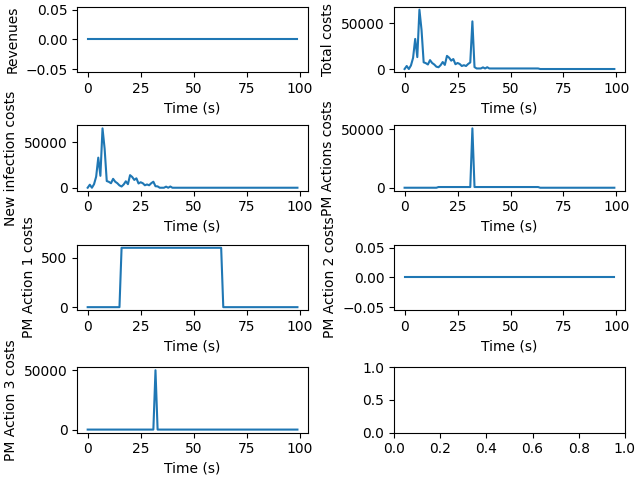 Revenues
0.05
0.00
−0.05
0 25 50 75 100
Time (s)
Total costs
50000
0
0 25 50 75 100
Time (s)
New infection costs
50000
0
0 25 50 75 100
Time (s)
PM Actions costs
50000
0
0 25 50 75 100
Time (s)
PM Action 1 costs
500
0
0 25 50 75 100
Time (s)
PM Action 2 costs
0.05
0.00
−0.05
0 25 50 75 100
Time (s)
PM Action 3 costs
50000
0
0 25 50 75 100
Time (s)
1.0
0.5
0.0
0.0 0.2 0.4 0.6 0.8 1.0